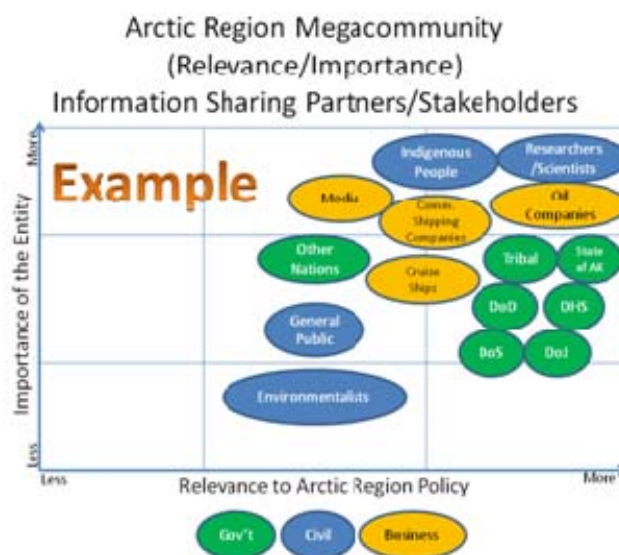 Arctic Region Megacommunity
(Relevance/Importance)
Information Sharing Partners/Stakeholders
More
Example
Indigenous
People
Researchers
/Scientists
Media
Comm.
Shipping
Companies
Oil
Companies
Other
Nations
Cruise
Ships
Tribal
State
of AK
DoD
DHS
General
Public
DoS
DoJ
Environmentalists
Importance of the Entity
Less
Less
Relevance to Arctic Region Policy
More
Gov't
Civil
Business